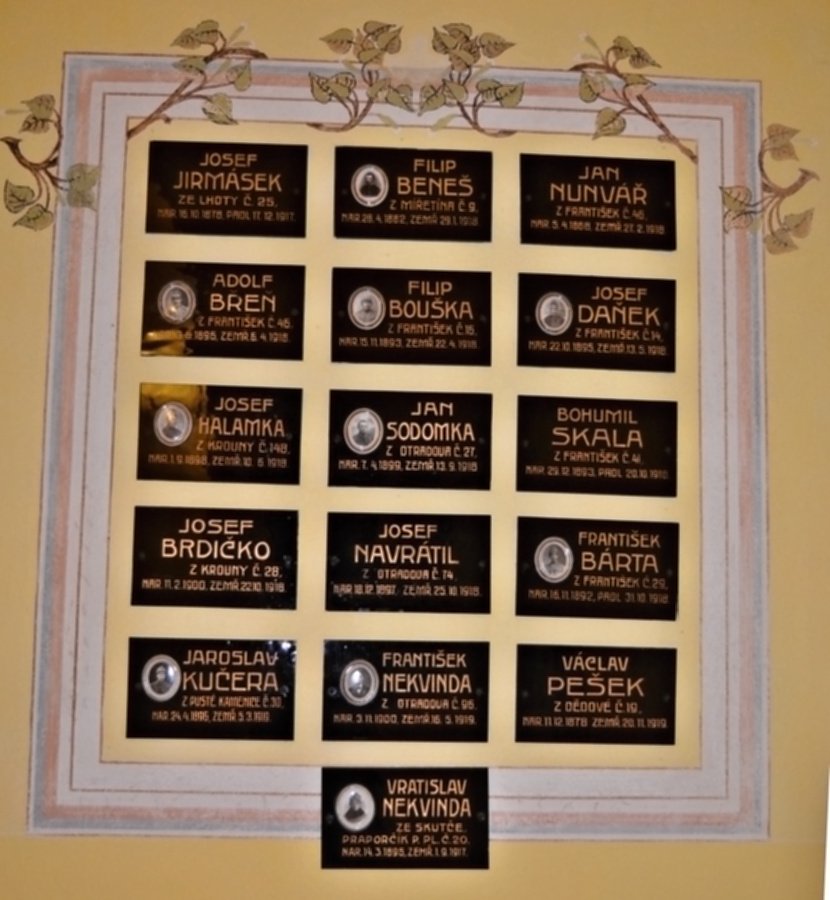 JOSEF
JIRMÁSEK
ZE LHOTY Č. 25,
NAR. 16.10. 1878, PADL 17. 12. 1917.
FILIP
BENEŠ
Z MIŘETÍNA Č. 9,
NAR. 26. 4. 1882, ZEMŘ. 29.1. 1918
JAN
NUNVÁŘ
Z FRANTIŠEK Č. 46,
NAR. 5. 4. 1888, ZEMŘ. 27. 2. 1918.
ADOLF
BŘEŇ
Z FRANTIŠEK Č. 46.
1895, ZEMŘ. 6. 4. 1918.
FILIP
BOUŠKA
Z FRANTIŠEK Č. 16.
NAR. 15. 11. 1893, ZEMŘ. 22. 4. 1918
JOSEF
DAŇEK
Z FRANTIŠEK Č. 14,
NAR. 22.10. 1895, ZEMŘ. 13. 5. 1918
JOSEF
HALAMKA
Z KROUNY Č. 148,
NAR. 1. 9. 1898, ZEMŘ. 10. 6. 1918.
JAN
SODOMKA
Z OTRADOVA Č. 27.
NAR. 7. 4. 1899, ZEMŘ. 13. 9. 1918
BOHUMIL
SKALA
Z FRANTIŠEK Č. 41.
NAR. 29. 12. 1893, PADL 20. 10. 1918
JOSEF
BRDIČKO
Z KROUNY Č. 28,
NAR. 11. 2. 1900, ZEMŘ. 22.10. 1918
JOSEF
NAVRÁTIL
Z OTRADOVA Č. 74
NAR. 18. 12. 1897, ZEMŘ. 25. 10. 1918.
FRANTIŠEK
BÁRTA
Z FRANTIŠEK Č. 29,
NAR. 16. 11. 1892, PADL 31. 10. 1918.
JAROSLAV
KUČERA
Z PUSTÉ KAMENICE Č. 30,
NAR. 24. 4. 1896, ZEMŘ. 5. 3. 1919.
FRANTIŠEK
NEKVINDA
Z OTRADOVA Č. 96,
NAR. 3. 11. 1900, ZEMŘ. 16. 5. 1919.
VÁCLAV
PEŠEK
Z DĚDOVÉ Č. 19,
NAR. 11. 12. 1878 ZEMŘ. 20. 11. 1919.
VRATISLAV
NEKVINDA
ZE SKUTČE,
PRAPORČÍK P. PL. Č. 20.
NAR. 14. 3. 1895, ZEMŘ. 1. 9. 1917.